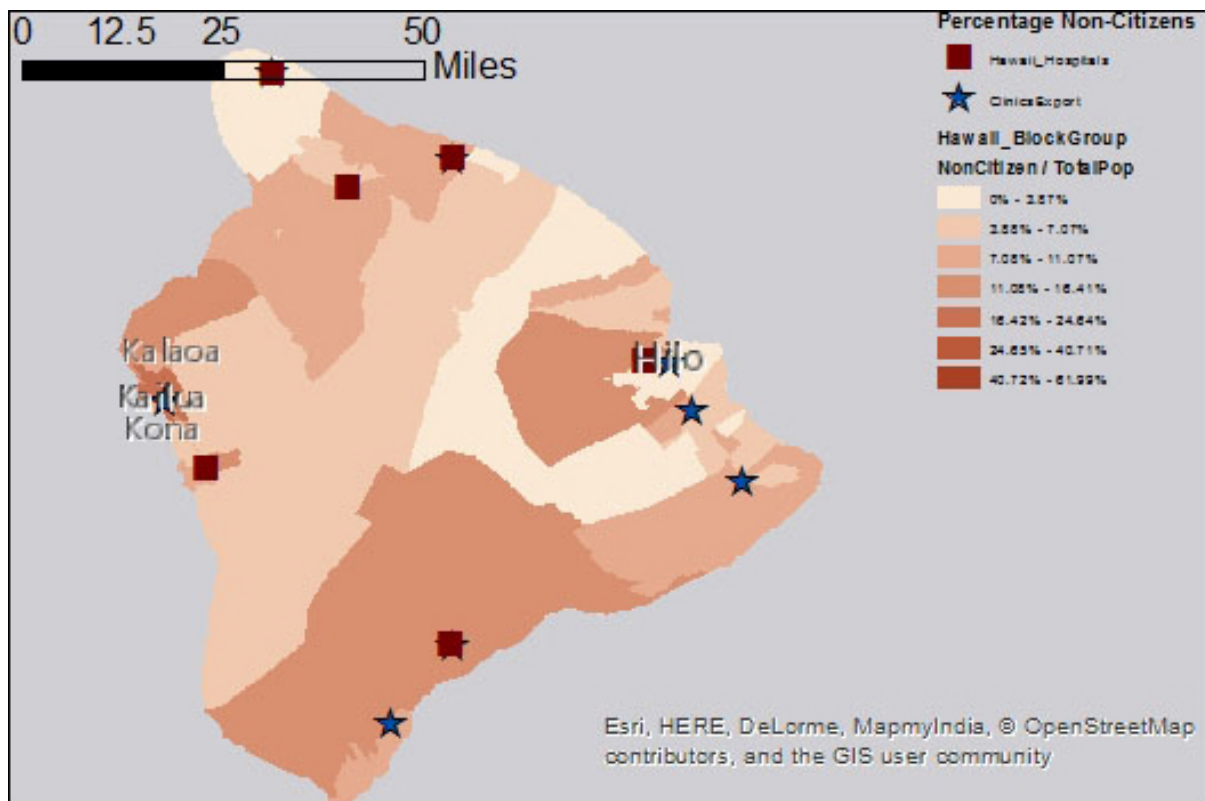 0 12.5 25 50
Miles
Percentage Non-Citizens
Hawaii_Hospitals
ClinicsExport
Hawaii_BlockGroup
NonCitizen / TotalPop
0% - 3.87%
3.88% - 7.07%
7.08% - 11.07%
11.08% - 16.41%
16.42% - 24.64%
24.65% - 40.71%
40.72% - 61.99%
Kalaoa
Kailua
Kona
Hilo
Esri, HERE, DeLorme, MapmyIndia, © OpenStreetMap
contributors, and the GIS user community